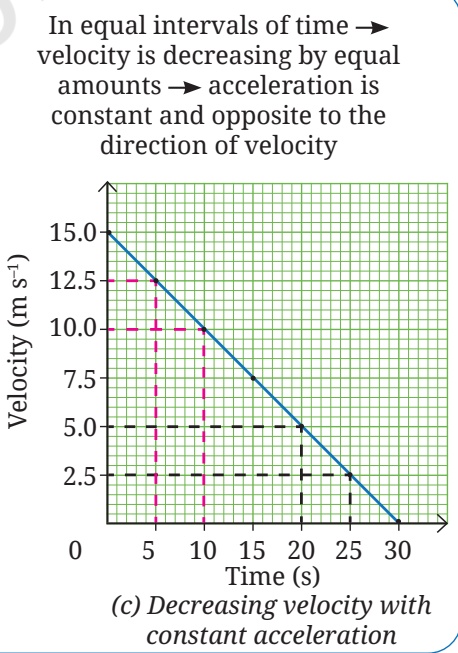 In equal intervals of time →
velocity is decreasing by equal
amounts → acceleration is
constant and opposite to the
direction of velocity
Velocity (m s⁻¹)
15.0
12.5
10.0
7.5
5.0
2.5
0 5 10 15 20 25 30
Time (s)
(c) Decreasing velocity with
constant acceleration